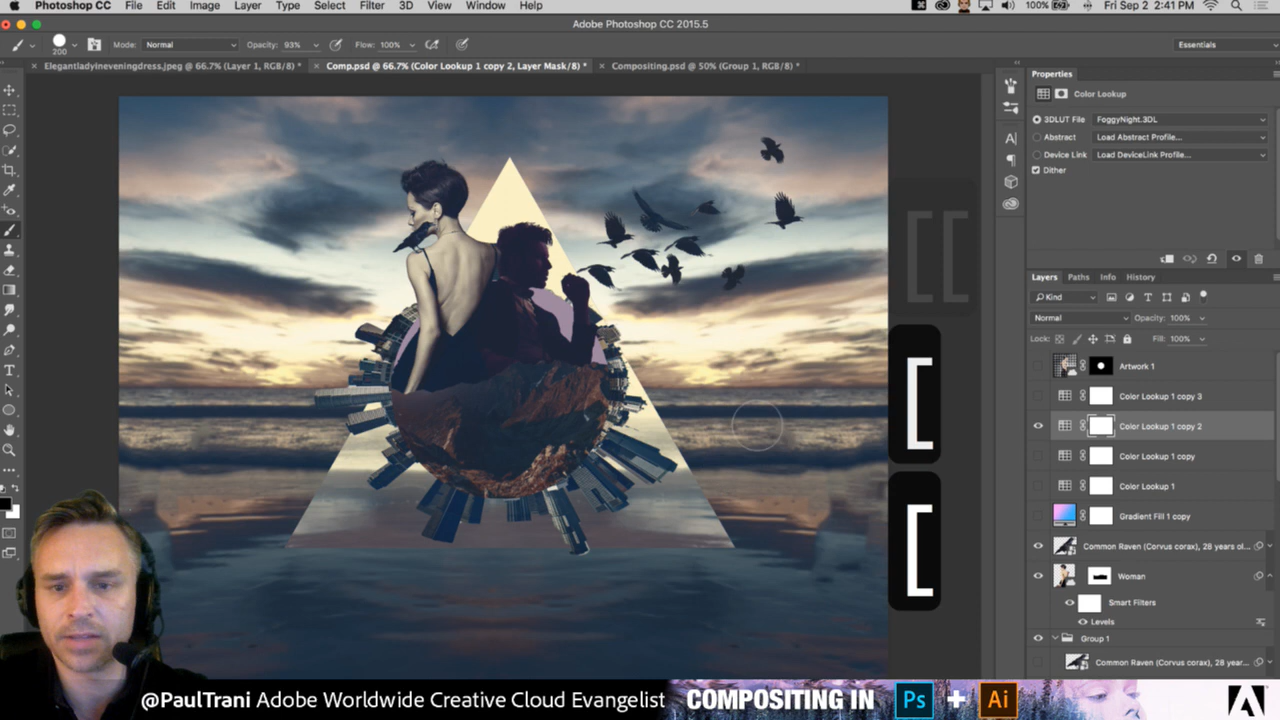 Photoshop CC File Edit Image Layer Type Select Filter 3D View Window Help 100% Fri Sep 2 2:41 PM
Adobe Photoshop CC 2015.5
200 Mode: Normal Opacity: 93% Flow: 100% Essentials
× Elegantladyineveningdress.jpeg @ 66.7% (Layer 1, RGB/8) * × Comp.psd @ 66.7% (Color Lookup 1 copy 2, Layer Mask/8) * × Compositing.psd @ 50% (Group 1, RGB/8) *
Properties
Color Lookup
3DLUT File FoggyNight.3DL
Abstract Load Abstract Profile...
Device Link Load DeviceLink Profile...
Dither
Layers Paths Info History
Kind
Normal Opacity: 100%
Lock: Fill: 100%
Artwork 1
Color Lookup 1 copy 3
Color Lookup 1 copy 2
Color Lookup 1 copy
Color Lookup 1
Gradient Fill 1 copy
Common Raven (Corvus corax), 28 years ol...
Woman
Smart Filters
Levels
Group 1
Common Raven (Corvus corax), 28 year...
[[
[
[
@PaulTrani Adobe Worldwide Creative Cloud Evangelist COMPOSITING IN Ps + Ai